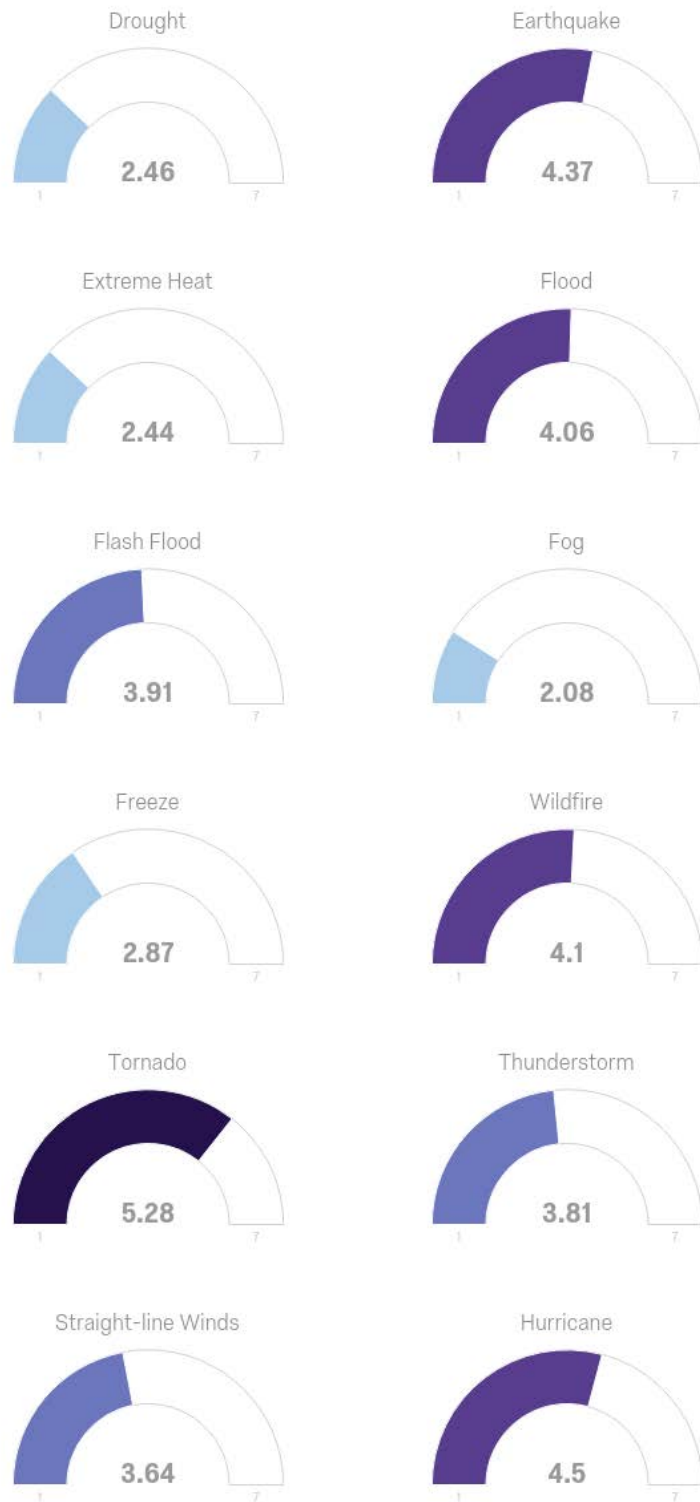 Drought
2.46
1 7
Earthquake
4.37
1 7
Extreme Heat
2.44
1 7
Flood
4.06
1 7
Flash Flood
3.91
1 7
Fog
2.08
1 7
Freeze
2.87
1 7
Wildfire
4.1
1 7
Tornado
5.28
1 7
Thunderstorm
3.81
1 7
Straight-line Winds
3.64
1 7
Hurricane
4.5
1 7